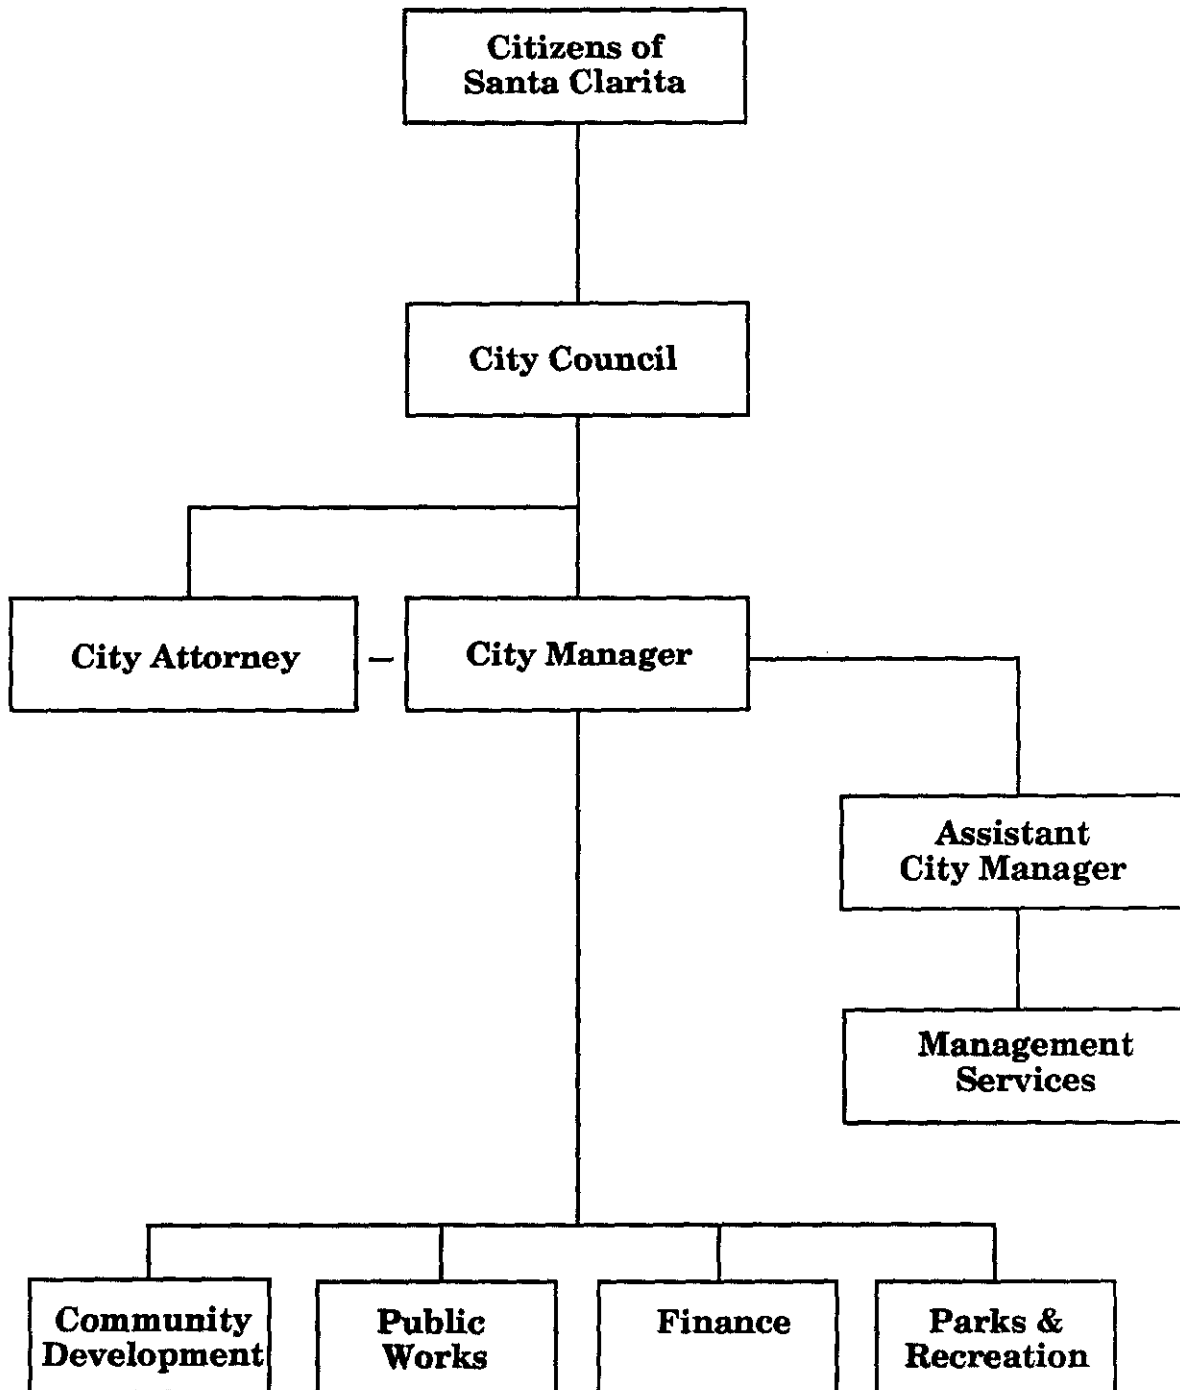 Citizens of
Santa Clarita
City Council
City Attorney
City Manager
Assistant
City Manager
Management
Services
Community
Development
Public
Works
Finance
Parks &
Recreation